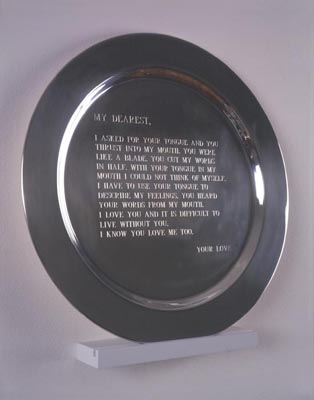 MY DEAREST,
I ASKED FOR YOUR TONGUE AND YOU
THRUST INTO MY MOUTH. YOU WERE
LIKE A BLADE. YOU CUT MY WORDS
IN HALF. WITH YOUR TONGUE IN MY
MOUTH I COULD NOT THINK OF MYSELF.
I HAVE TO USE YOUR TONGUE TO
DESCRIBE MY FEELINGS. YOU HEARD
YOUR WORDS FROM MY MOUTH.
I LOVE YOU AND IT IS DIFFICULT TO
LIVE WITHOUT YOU.
I KNOW YOU LOVE ME TOO.
YOUR LOVE